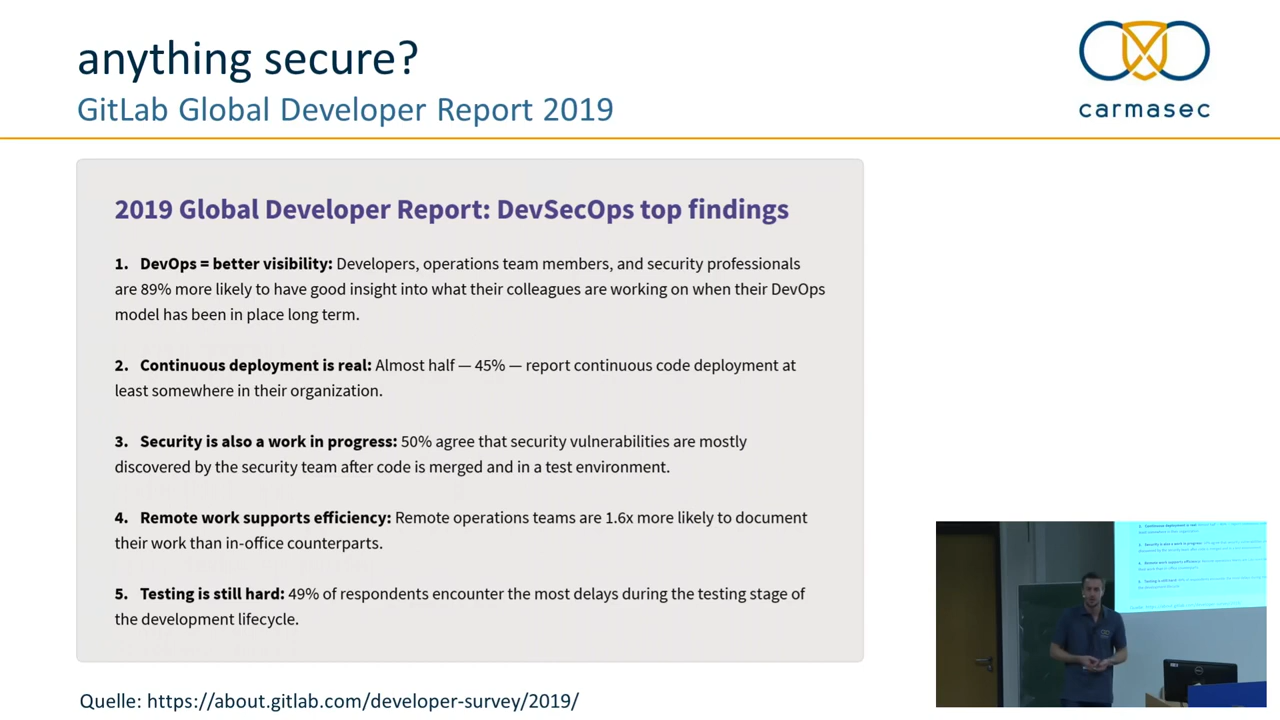 anything secure?
GitLab Global Developer Report 2019
carmasec
2019 Global Developer Report: DevSecOps top findings
1. DevOps = better visibility: Developers, operations team members, and security professionals
are 89% more likely to have good insight into what their colleagues are working on when their DevOps
model has been in place long term.
2. Continuous deployment is real: Almost half — 45% — report continuous code deployment at
least somewhere in their organization.
3. Security is also a work in progress: 50% agree that security vulnerabilities are mostly
discovered by the security team after code is merged and in a test environment.
4. Remote work supports efficiency: Remote operations teams are 1.6x more likely to document
their work than in-office counterparts.
5. Testing is still hard: 49% of respondents encounter the most delays during the testing stage of
the development lifecycle.
Quelle: https://about.gitlab.com/developer-survey/2019/